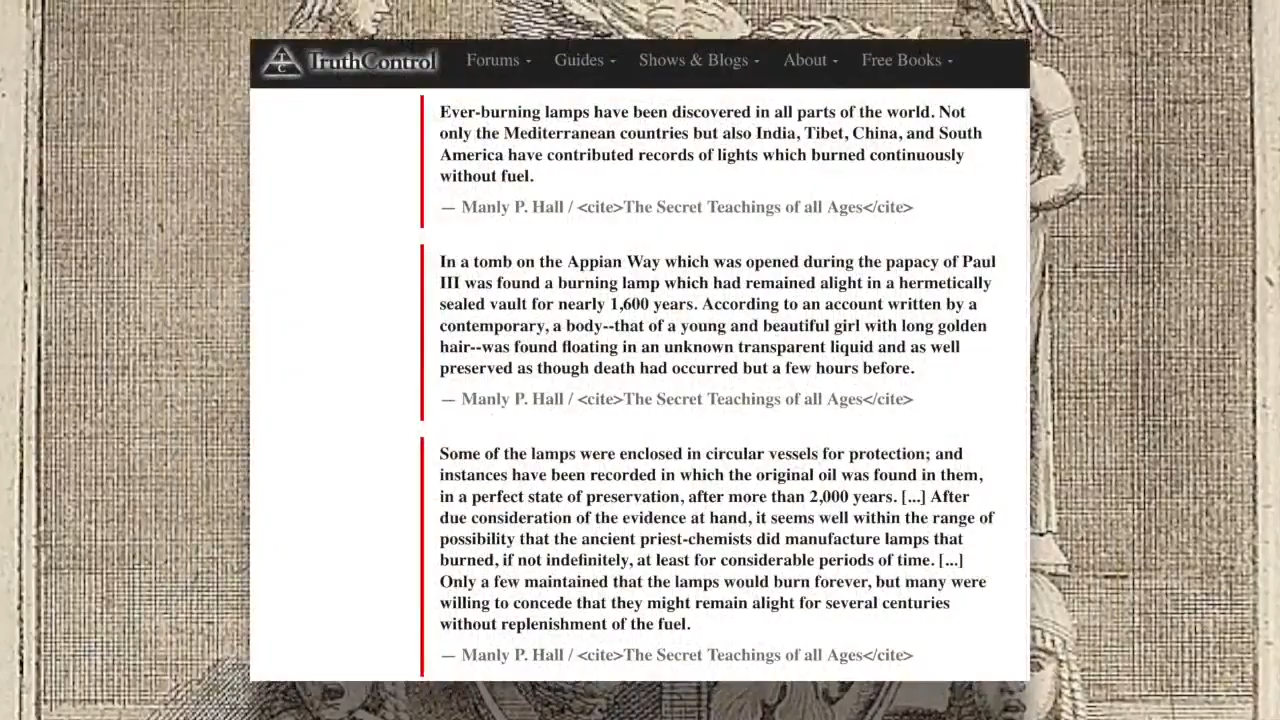 TC TruthControl Forums Guides Shows & Blogs About Free Books
Ever-burning lamps have been discovered in all parts of the world. Not
only the Mediterranean countries but also India, Tibet, China, and South
America have contributed records of lights which burned continuously
without fuel.
— Manly P. Hall / <cite>The Secret Teachings of all Ages</cite>
In a tomb on the Appian Way which was opened during the papacy of Paul
III was found a burning lamp which had remained alight in a hermetically
sealed vault for nearly 1,600 years. According to an account written by a
contemporary, a body--that of a young and beautiful girl with long golden
hair--was found floating in an unknown transparent liquid and as well
preserved as though death had occurred but a few hours before.
— Manly P. Hall / <cite>The Secret Teachings of all Ages</cite>
Some of the lamps were enclosed in circular vessels for protection; and
instances have been recorded in which the original oil was found in them,
in a perfect state of preservation, after more than 2,000 years. [...] After
due consideration of the evidence at hand, it seems well within the range of
possibility that the ancient priest-chemists did manufacture lamps that
burned, if not indefinitely, at least for considerable periods of time. [...]
Only a few maintained that the lamps would burn forever, but many were
willing to concede that they might remain alight for several centuries
without replenishment of the fuel.
— Manly P. Hall / <cite>The Secret Teachings of all Ages</cite>